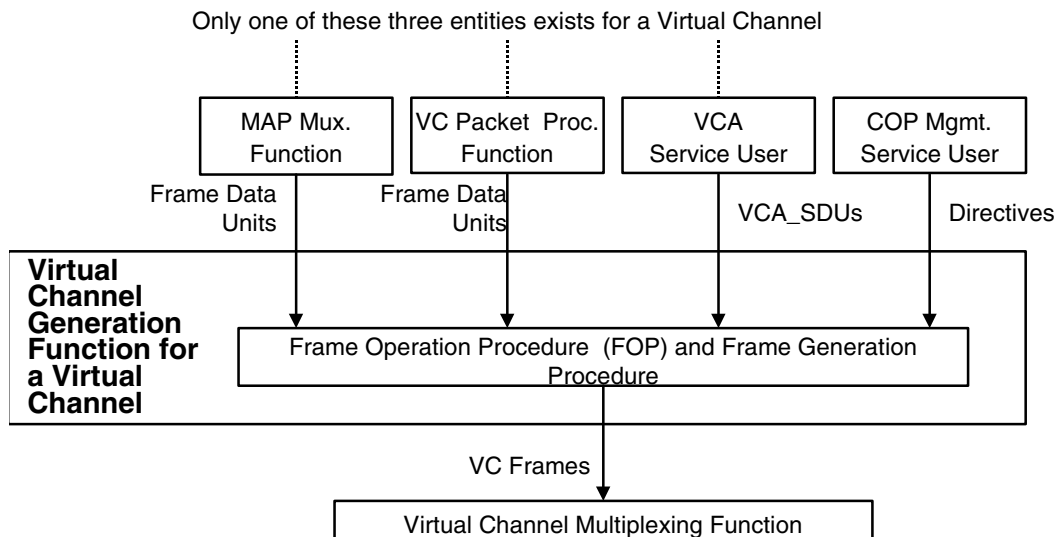 Only one of these three entities exists for a Virtual Channel
MAP Mux.
Function
VC Packet Proc.
Function
VCA
Service User
COP Mgmt.
Service User
Frame Data
Units
Frame Data
Units
VCA_SDUs
Directives
Virtual
Channel
Generation
Function for
a Virtual
Channel
Frame Operation Procedure (FOP) and Frame Generation
Procedure
VC Frames
Virtual Channel Multiplexing Function